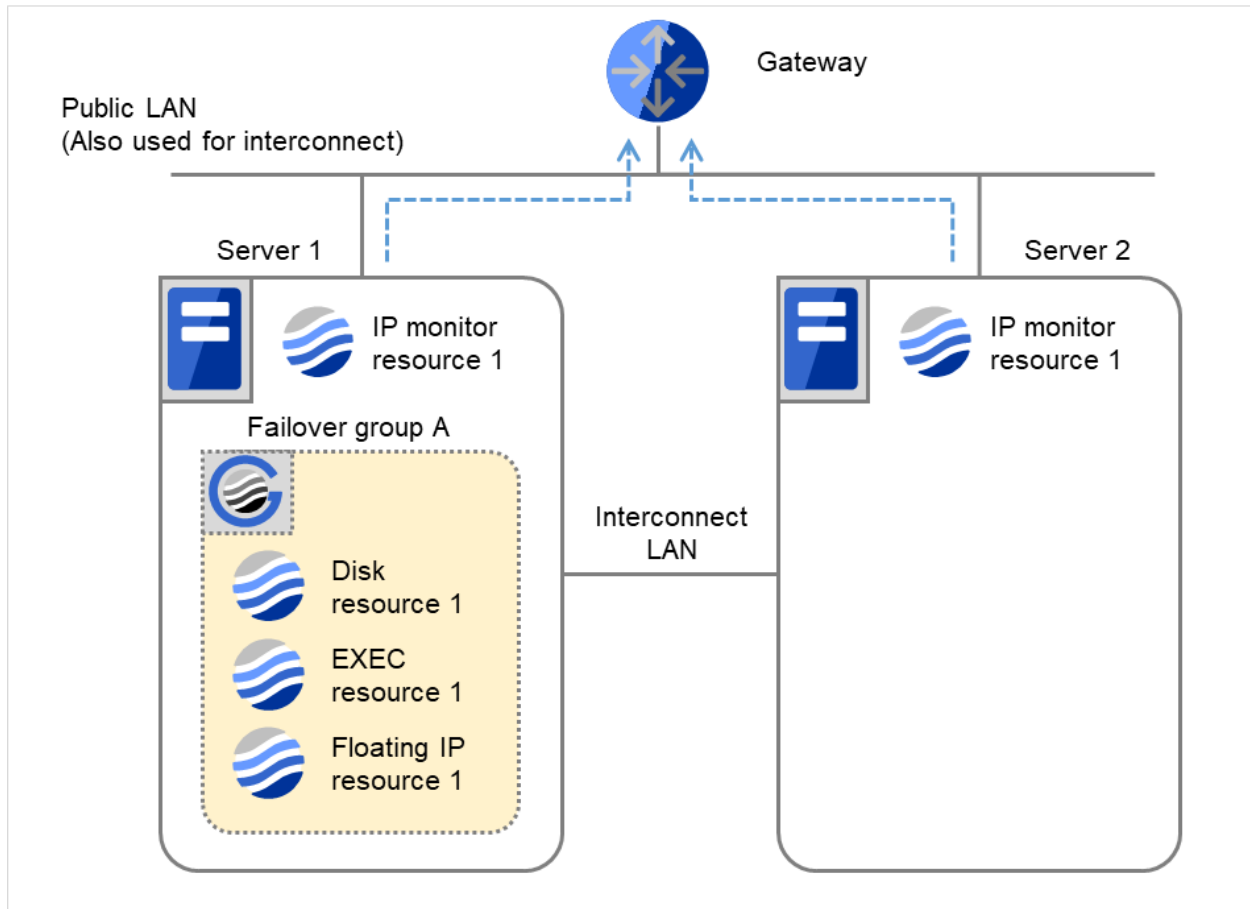 Gateway
Public LAN
(Also used for interconnect)
Server 1
Server 2
IP monitor
resource 1
IP monitor
resource 1
Failover group A
Disk
resource 1
EXEC
resource 1
Floating IP
resource 1
Interconnect
LAN